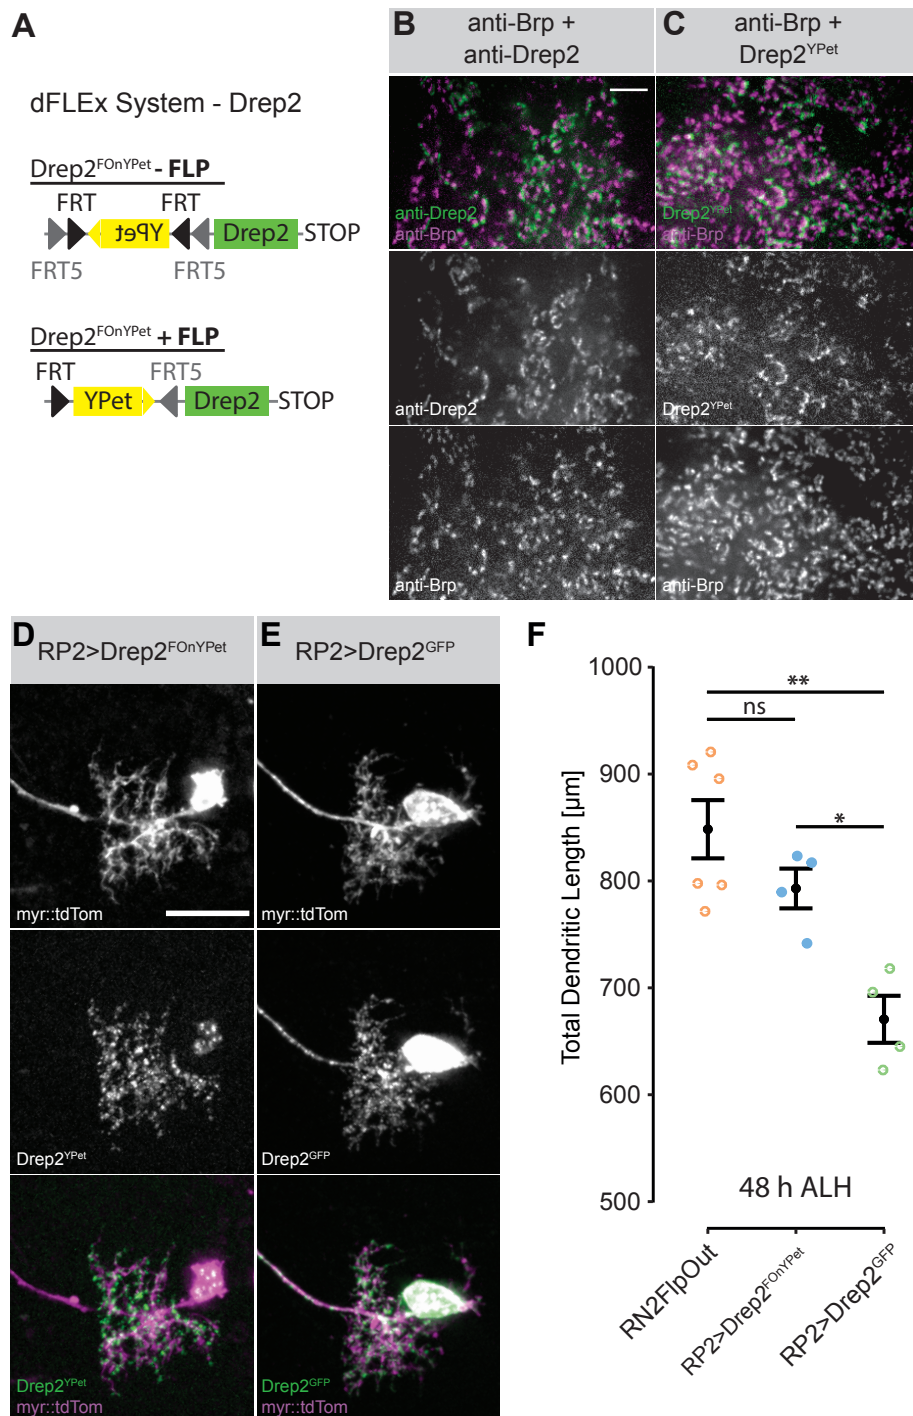 A
dFLEx System - Drep2
Drep2FOnYPet - FLP
FRT FRT
YPet Drep2 STOP
FRT5 FRT5
Drep2FOnYPet + FLP
FRT FRT5
YPet Drep2 STOP
B
anti-Brp +
anti-Drep2
anti-Drep2
anti-Brp
anti-Drep2
anti-Brp
C
anti-Brp +
Drep2YPet
Drep2YPet
anti-Brp
Drep2YPet
anti-Brp
D
RP2>Drep2FOnYPet
myr::tdTom
Drep2YPet
Drep2YPet
myr::tdTom
E
RP2>Drep2GFP
myr::tdTom
Drep2GFP
Drep2GFP
myr::tdTom
F
Total Dendritic Length [µm]
1000
900
800
700
600
500
**
ns
*
48 h ALH
RN2FlpOut
RP2>Drep2FOnYPet
RP2>Drep2GFP